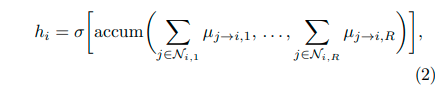 h_i = σ[accum(∑_{j∈𝒩_{i,1}} μ_{j→i,1}, . . . , ∑_{j∈𝒩_{i,R}} μ_{j→i,R})],
(2)